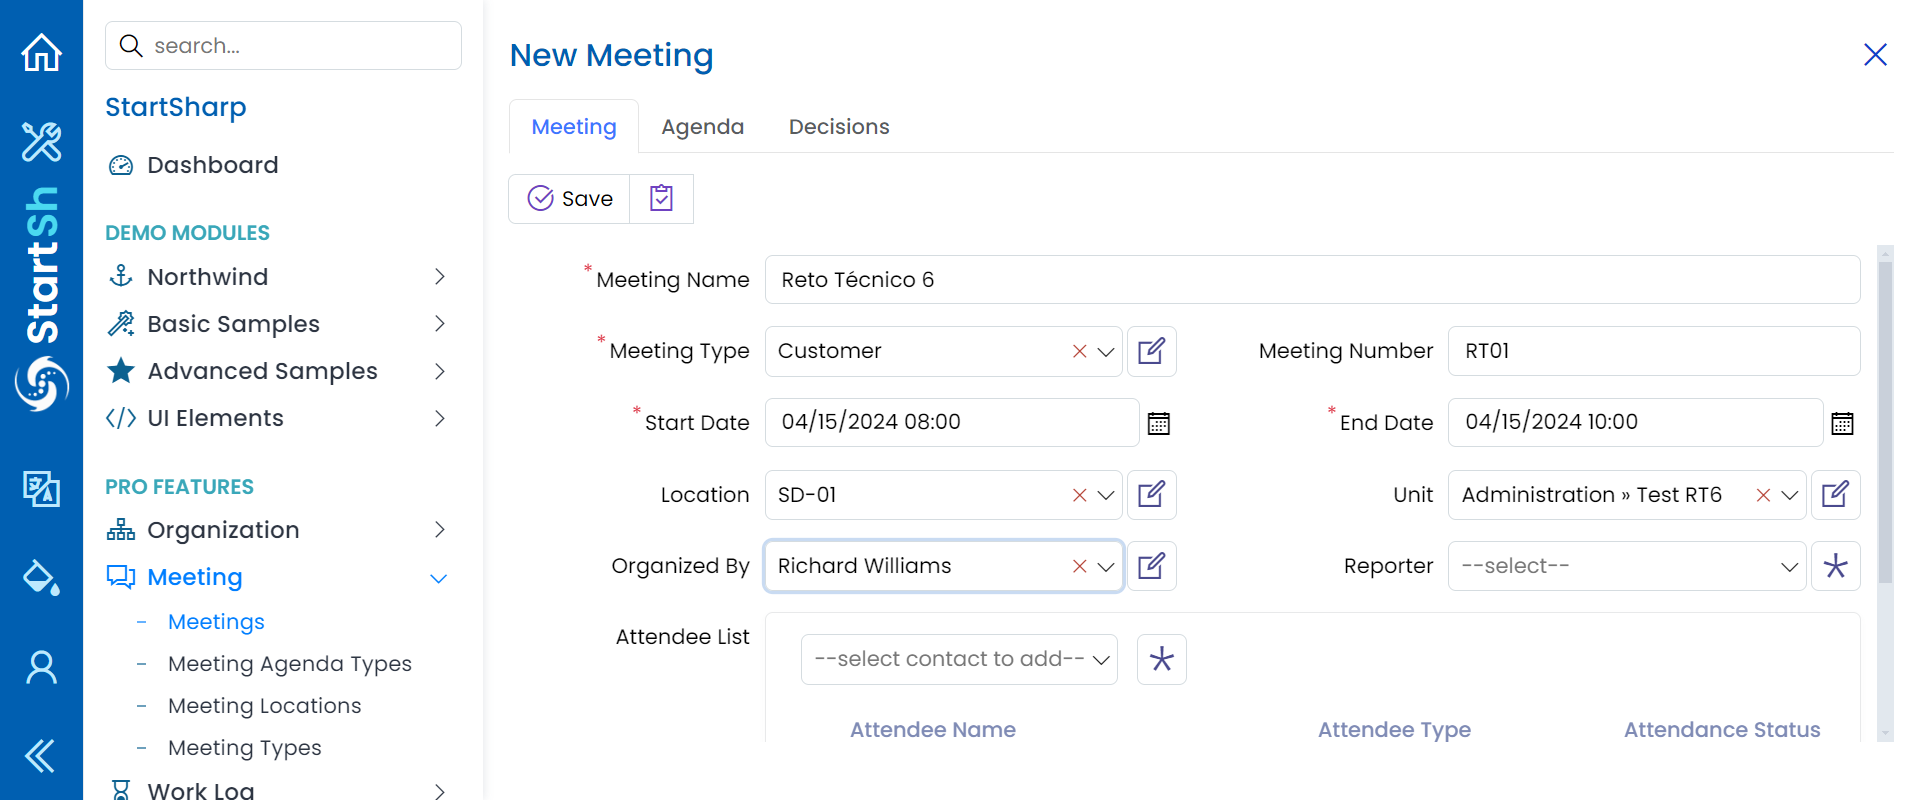 search...
StartSharp
Dashboard
DEMO MODULES
Northwind
Basic Samples
Advanced Samples
UI Elements
PRO FEATURES
Organization
Meeting
Meetings
Meeting Agenda Types
Meeting Locations
Meeting Types
Work Log
StartSh
New Meeting
Meeting Agenda Decisions
Save
*Meeting Name Reto Técnico 6
*Meeting Type Customer Meeting Number RT01
*Start Date 04/15/2024 08:00 *End Date 04/15/2024 10:00
Location SD-01 Unit Administration » Test RT6
Organized By Richard Williams Reporter --select--
Attendee List --select contact to add--
Attendee Name Attendee Type Attendance Status